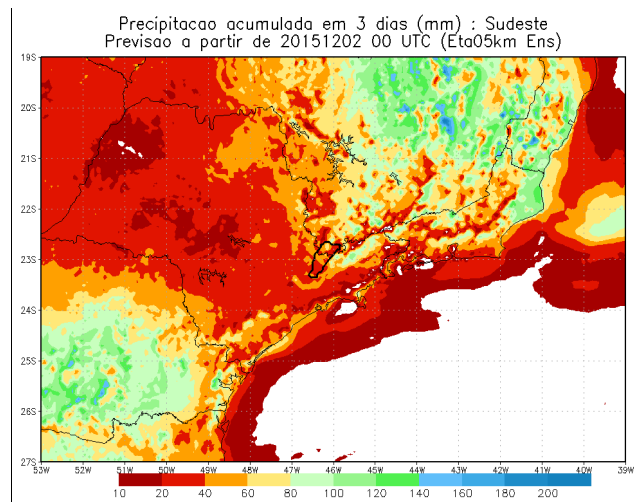 Precipitacao acumulada em 3 dias (mm) : Sudeste
Previsao a partir de 20151202 00 UTC (Eta05km Ens)
19S
20S
21S
22S
23S
24S
25S
26S
27S
53W 52W 51W 50W 49W 48W 47W 46W 45W 44W 43W 42W 41W 40W 39W
10 20 40 60 80 100 120 140 160 180 200